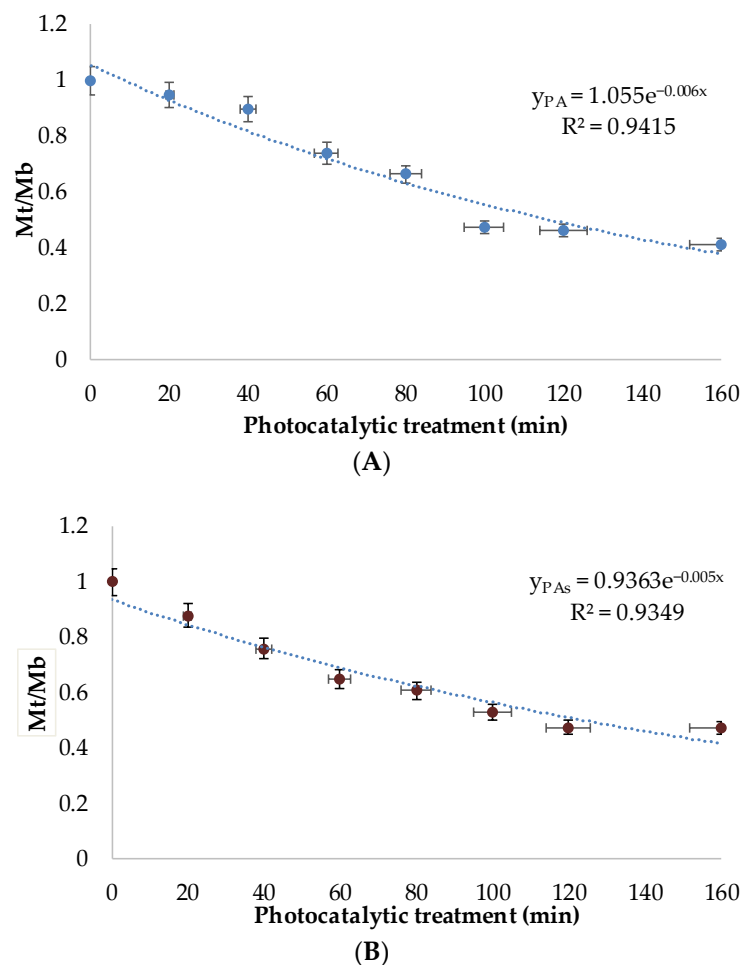 1.2
1
0.8
0.6
0.4
0.2
0
Mt/Mb
y_PA = 1.055e^−0.006x
R² = 0.9415
0 20 40 60 80 100 120 140 160
Photocatalytic treatment (min)
(A)
1.2
1
0.8
0.6
0.4
0.2
0
Mt/Mb
y_PAs = 0.9363e^−0.005x
R² = 0.9349
0 20 40 60 80 100 120 140 160
Photocatalytic treatment (min)
(B)